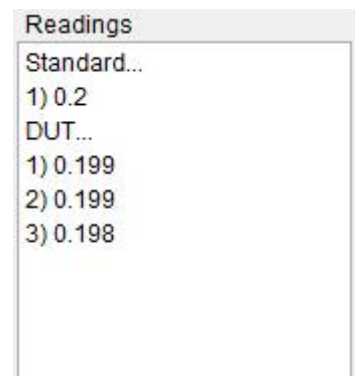 Readings
Standard...
1) 0.2
DUT...
1) 0.199
2) 0.199
3) 0.198